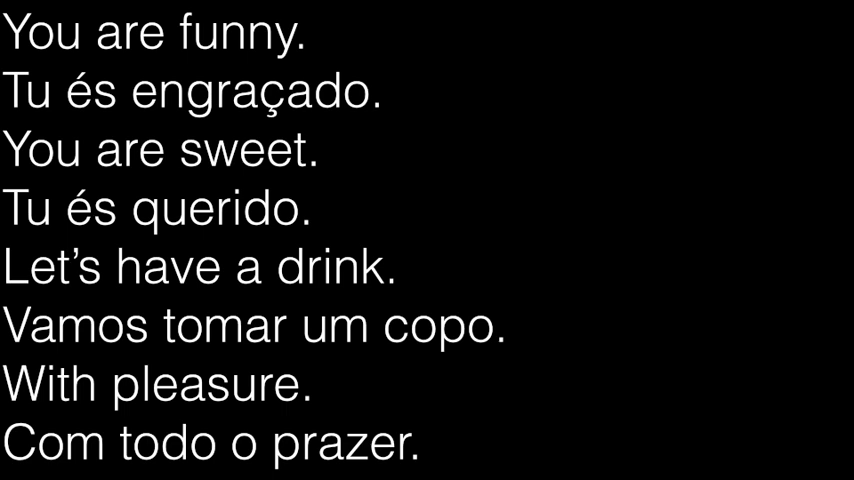 You are funny.
Tu és engraçado.
You are sweet.
Tu és querido.
Let’s have a drink.
Vamos tomar um copo.
With pleasure.
Com todo o prazer.